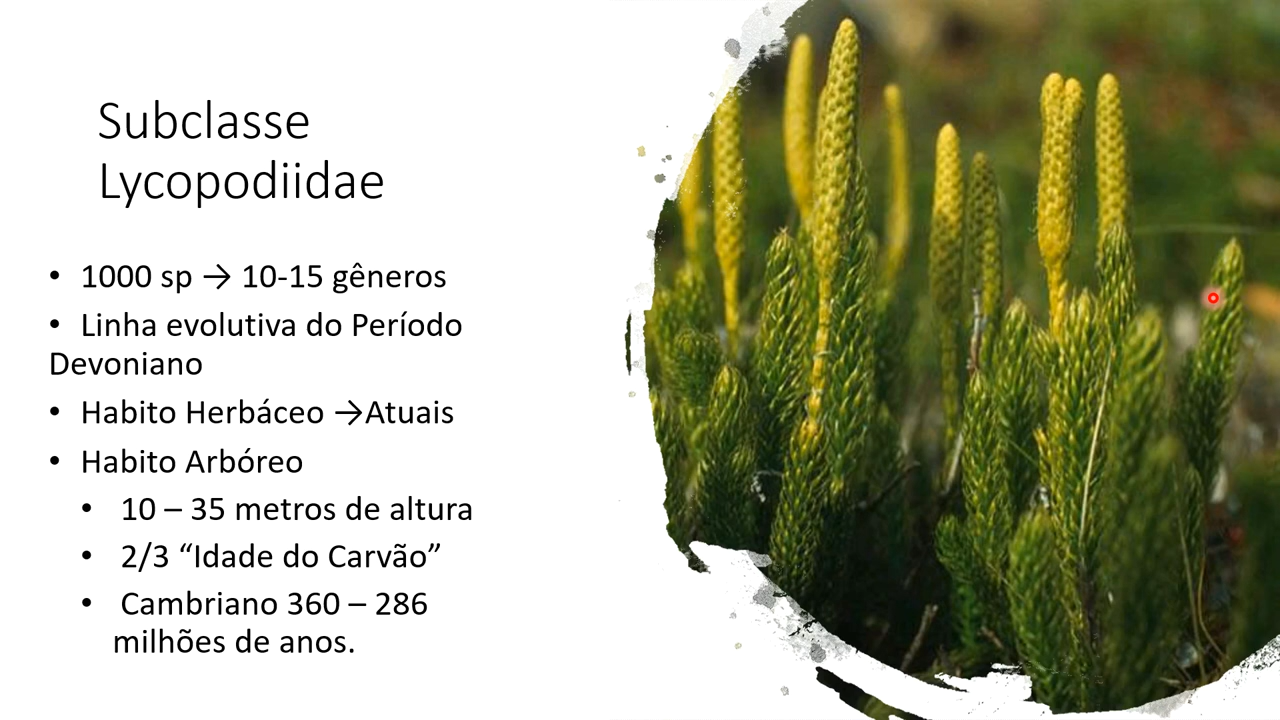 Subclasse
Lycopodiidae
• 1000 sp → 10-15 gêneros
• Linha evolutiva do Período
Devoniano
• Habito Herbáceo →Atuais
• Habito Arbóreo
• 10 – 35 metros de altura
• 2/3 “Idade do Carvão”
• Cambriano 360 – 286
milhões de anos.